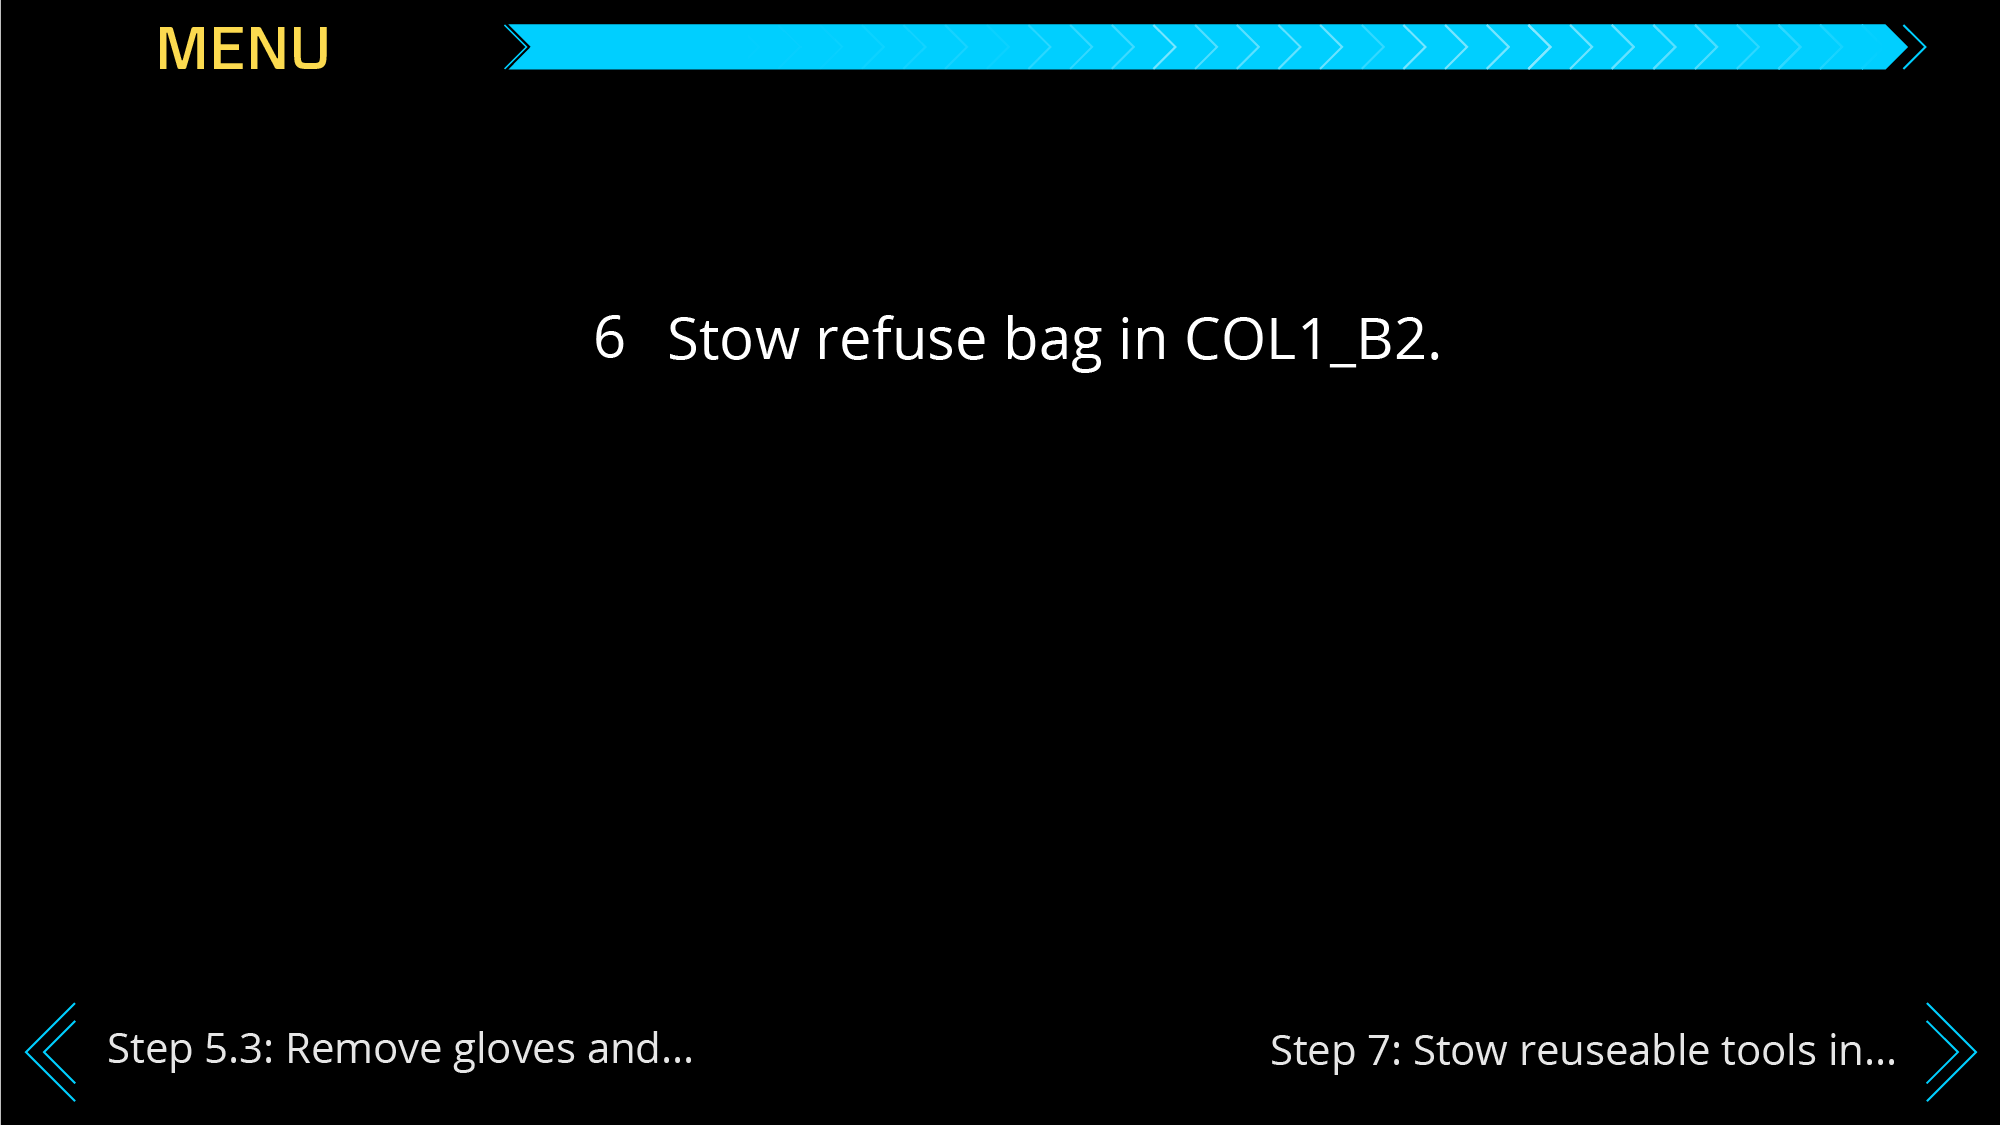 MENU
6 Stow refuse bag in COL1_B2.
Step 5.3: Remove gloves and...
Step 7: Stow reuseable tools in...